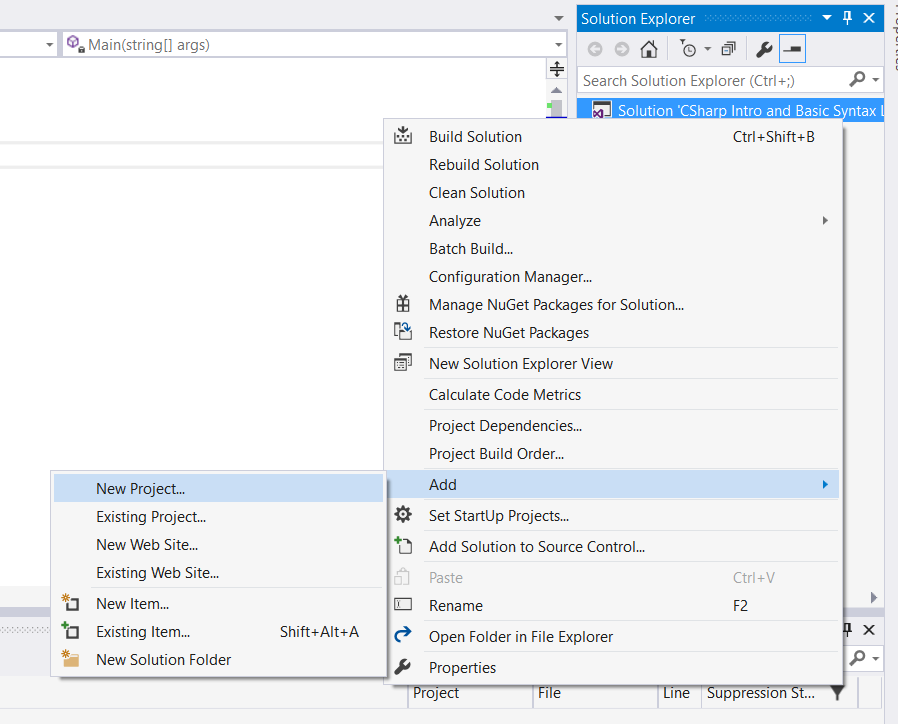 Solution Explorer
Main(string[] args)
Search Solution Explorer (Ctrl+;)
Solution 'CSharp Intro and Basic Syntax L
Build Solution Ctrl+Shift+B
Rebuild Solution
Clean Solution
Analyze
Batch Build...
Configuration Manager...
Manage NuGet Packages for Solution...
Restore NuGet Packages
New Solution Explorer View
Calculate Code Metrics
Project Dependencies...
Project Build Order...
Add
Set StartUp Projects...
Add Solution to Source Control...
Paste Ctrl+V
Rename F2
Open Folder in File Explorer
Properties
New Project...
Existing Project...
New Web Site...
Existing Web Site...
New Item...
Existing Item... Shift+Alt+A
New Solution Folder
Project File Line Suppression St...